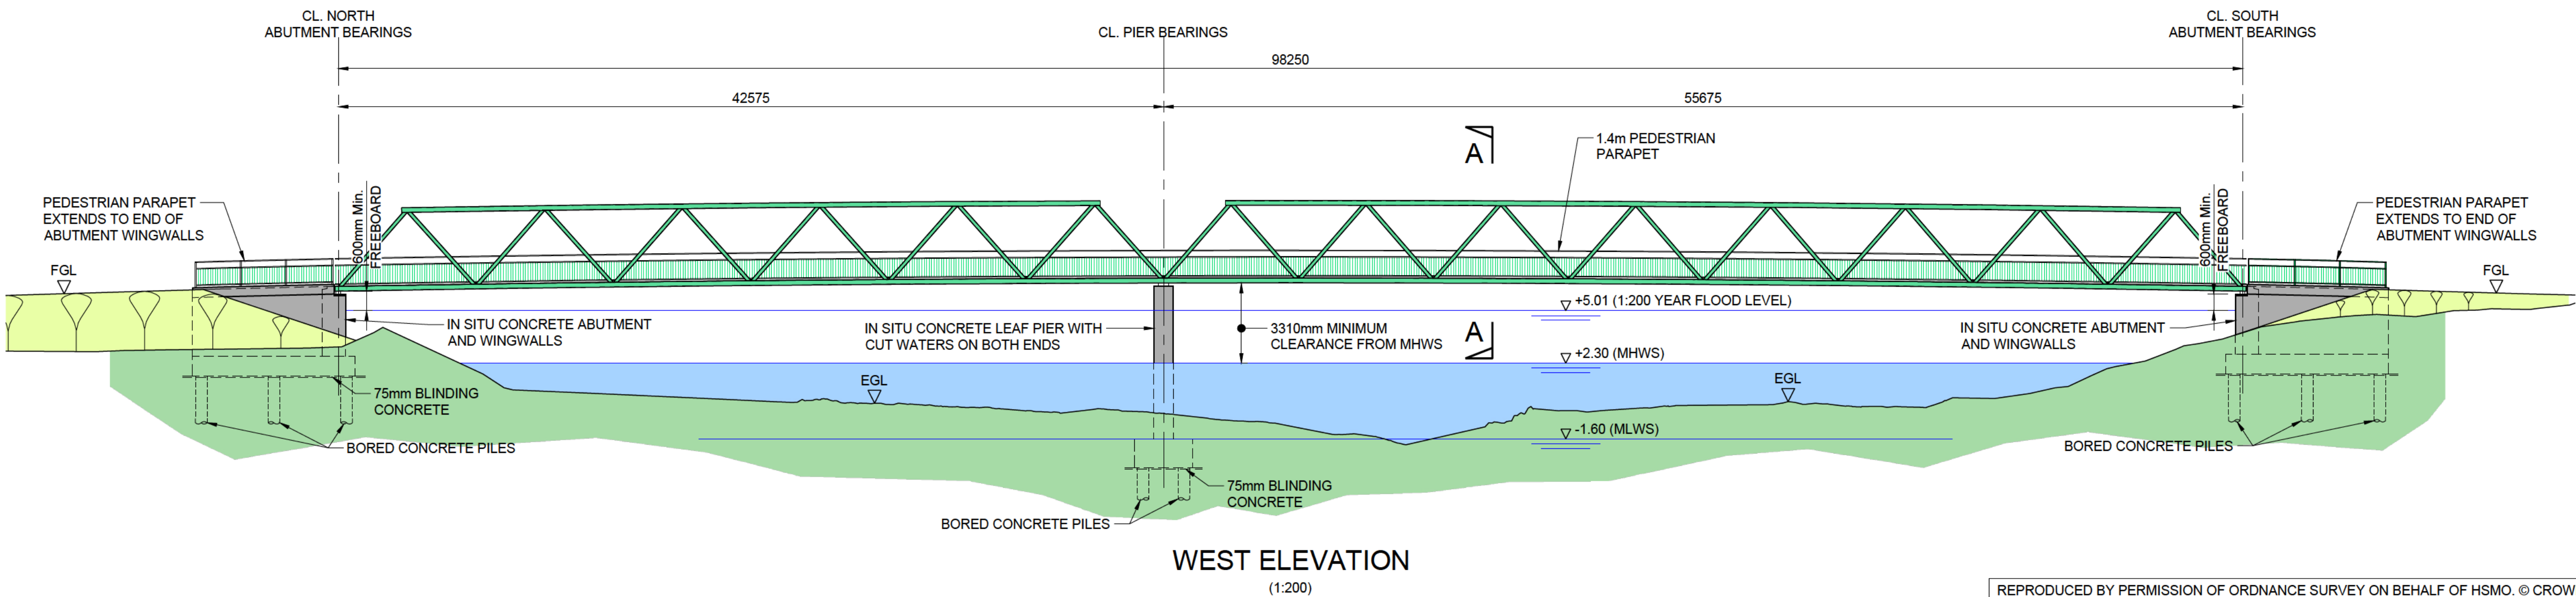 CL. NORTH
ABUTMENT BEARINGS
CL. PIER BEARINGS
CL. SOUTH
ABUTMENT BEARINGS
98250
42575
55675
A
1.4m PEDESTRIAN
PARAPET
PEDESTRIAN PARAPET
EXTENDS TO END OF
ABUTMENT WINGWALLS
600mm Min.
FREEBOARD
600mm Min.
FREEBOARD
PEDESTRIAN PARAPET
EXTENDS TO END OF
ABUTMENT WINGWALLS
FGL
FGL
+5.01 (1:200 YEAR FLOOD LEVEL)
IN SITU CONCRETE ABUTMENT
AND WINGWALLS
IN SITU CONCRETE LEAF PIER WITH
CUT WATERS ON BOTH ENDS
3310mm MINIMUM
CLEARANCE FROM MHWS
A
IN SITU CONCRETE ABUTMENT
AND WINGWALLS
+2.30 (MHWS)
EGL
EGL
75mm BLINDING
CONCRETE
-1.60 (MLWS)
BORED CONCRETE PILES
BORED CONCRETE PILES
75mm BLINDING
CONCRETE
BORED CONCRETE PILES
WEST ELEVATION
(1:200)
REPRODUCED BY PERMISSION OF ORDNANCE SURVEY ON BEHALF OF HSMO. © CROW